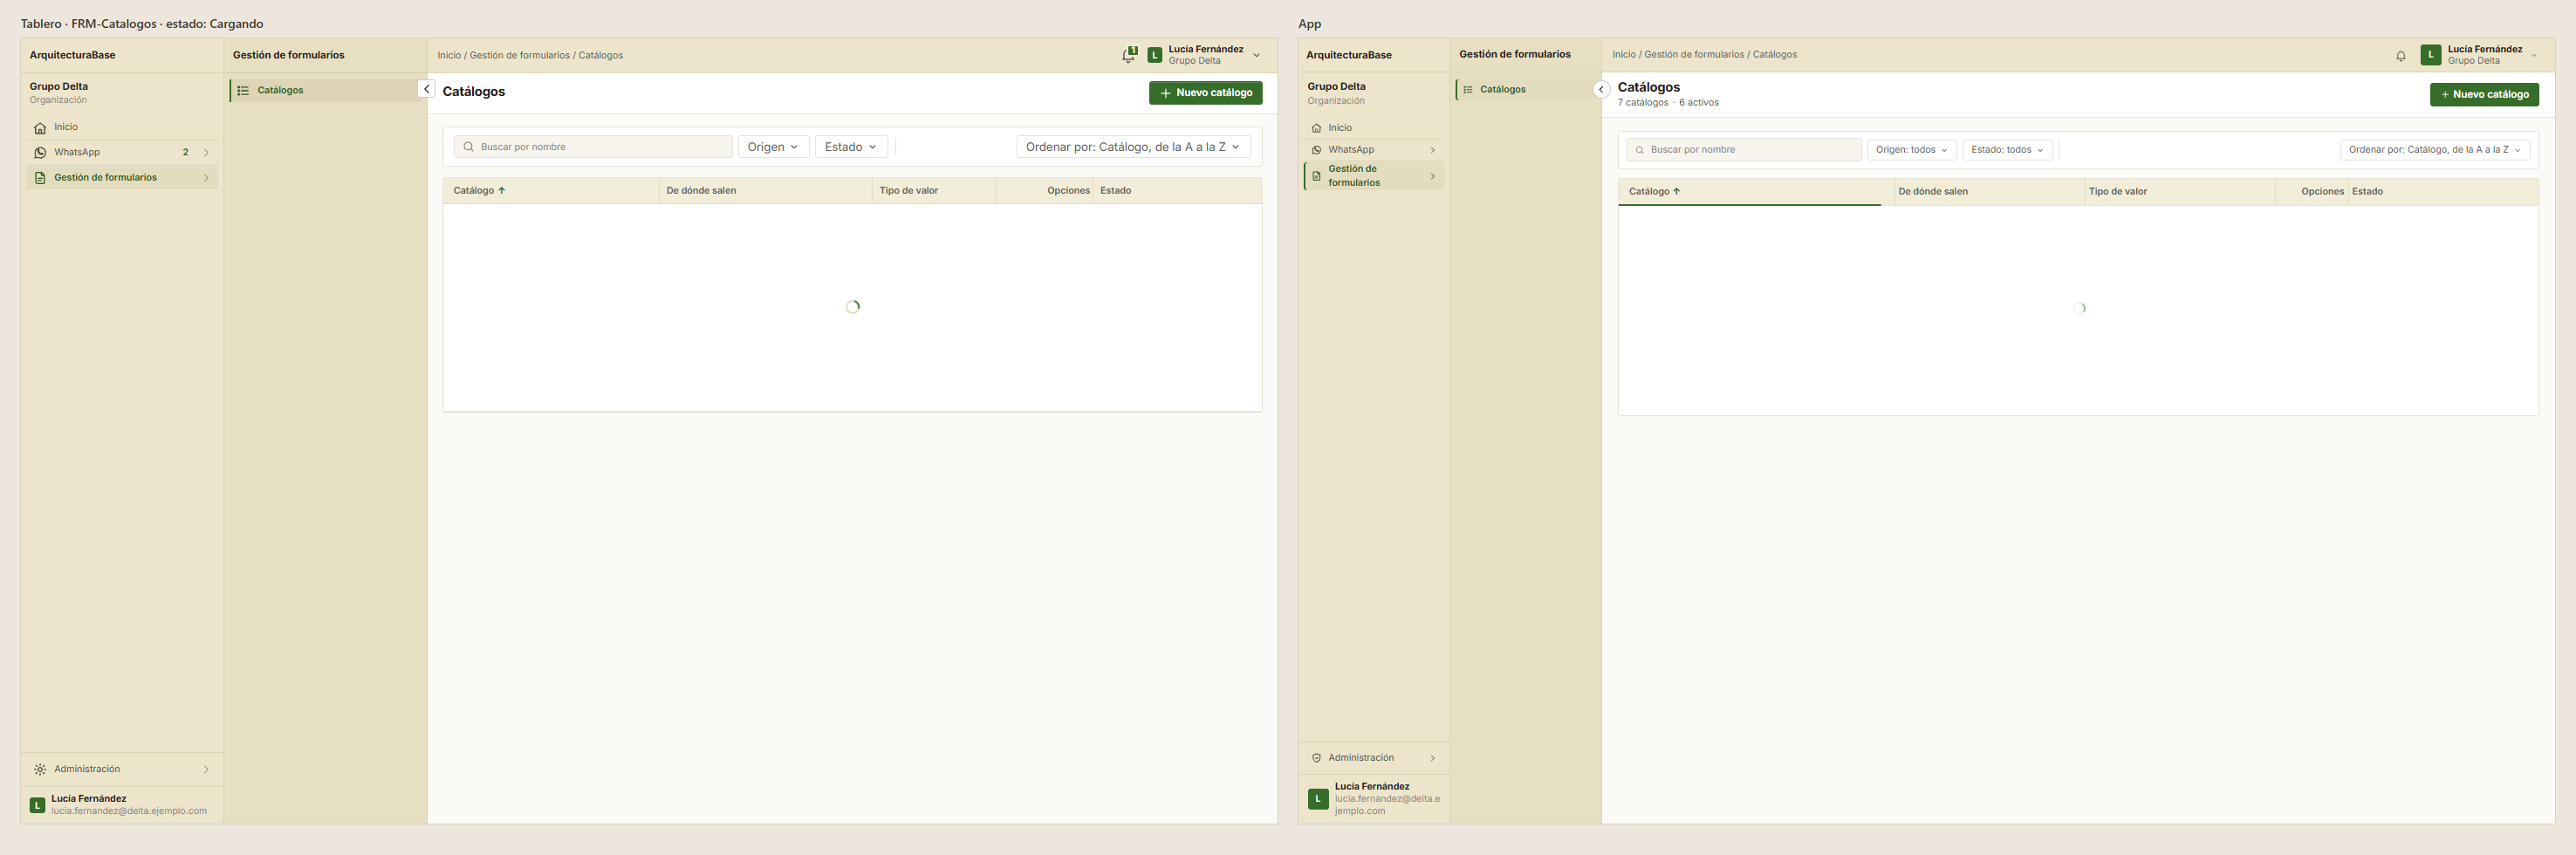 Tablero · FRM-Catalogos · estado: Cargando
ArquitecturaBase
Gestión de formularios
Inicio / Gestión de formularios / Catálogos
1
L
Lucía Fernández
Grupo Delta
Grupo Delta
Organización
Catálogos
Catálogos
+ Nuevo catálogo
Inicio
WhatsApp 2
Gestión de formularios
Buscar por nombre
Origen
Estado
Ordenar por: Catálogo, de la A a la Z
Catálogo ↑
De dónde salen
Tipo de valor
Opciones
Estado
Administración
L
Lucía Fernández
lucia.fernandez@delta.ejemplo.com
App
ArquitecturaBase
Gestión de formularios
Inicio / Gestión de formularios / Catálogos
L
Lucía Fernández
Grupo Delta
Grupo Delta
Organización
Catálogos
Catálogos
7 catálogos · 6 activos
+ Nuevo catálogo
Inicio
WhatsApp
Gestión de
formularios
Buscar por nombre
Origen: todos
Estado: todos
Ordenar por: Catálogo, de la A a la Z
Catálogo ↑
De dónde salen
Tipo de valor
Opciones
Estado
Administración
L
Lucía Fernández
lucia.fernandez@delta.e
jemplo.com